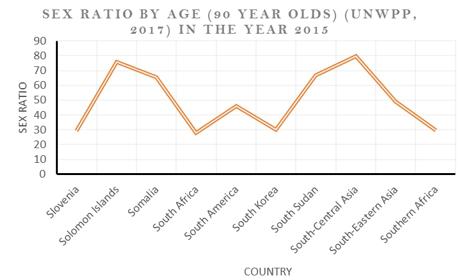 SEX RATIO BY AGE (90 YEAR OLDS) (UNWPP,
2017) IN THE YEAR 2015
90
80
70
60
50
40
30
20
10
0
SEX RATIO
Slovenia
Solomon Islands
Somalia
South Africa
South America
South Korea
South Sudan
South-Central Asia
South-Eastern Asia
Southern Africa
COUNTRY